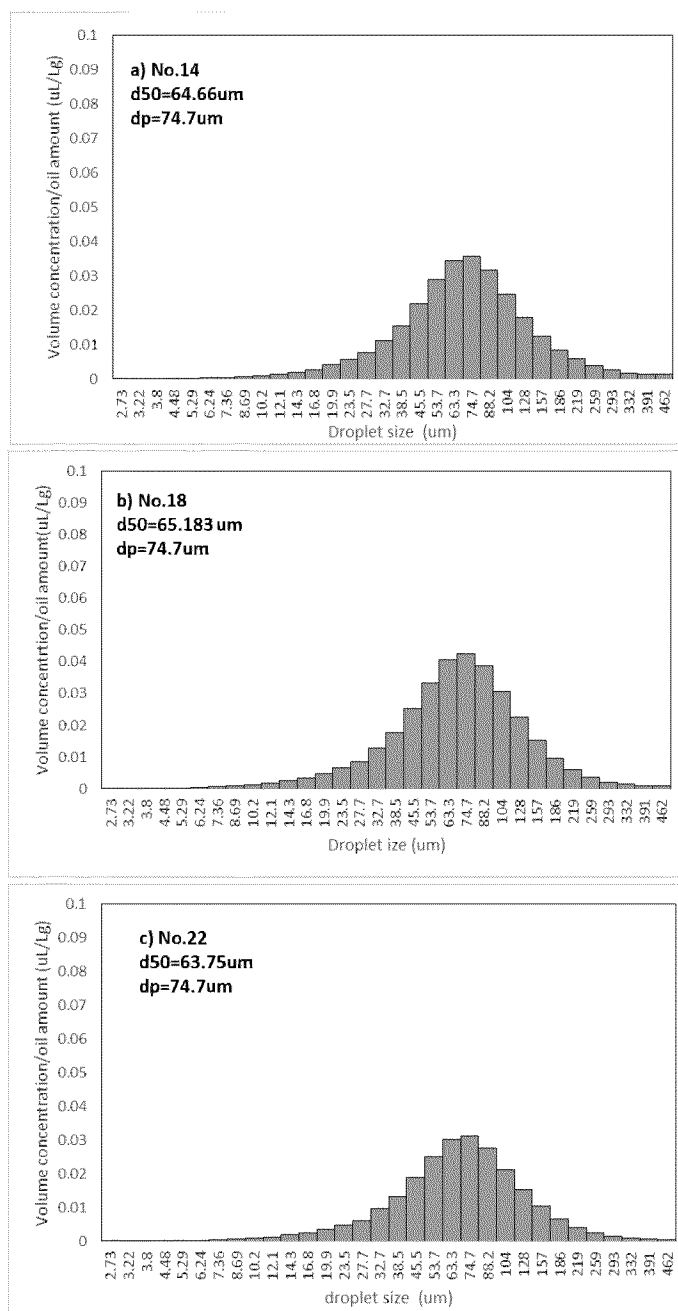 0.1
0.09
0.08
0.07
0.06
0.05
0.04
0.03
0.02
0.01
0
Volume concentration/oil amount (uL/Lg)
a) No.14
d50=64.66um
dp=74.7um
2.73 3.22 3.8 4.48 5.29 6.24 7.36 8.69 10.2 12.1 14.3 16.8 19.9 23.5 27.7 32.7 38.5 45.5 53.7 63.3 74.7 88.2 104 128 157 186 219 259 293 332 391 462
Droplet size (um)
0.1
0.09
0.08
0.07
0.06
0.05
0.04
0.03
0.02
0.01
0
Volume concentrtion/oil amount(uL/Lg)
b) No.18
d50=65.183um
dp=74.7um
2.73 3.22 3.8 4.48 5.29 6.24 7.36 8.69 10.2 12.1 14.3 16.8 19.9 23.5 27.7 32.7 38.5 45.5 53.7 63.3 74.7 88.2 104 128 157 186 219 259 293 332 391 462
Droplet ize (um)
0.1
0.09
0.08
0.07
0.06
0.05
0.04
0.03
0.02
0.01
0
Volume concentration/oil amount (uL/Lg)
c) No.22
d50=63.75um
dp=74.7um
2.73 3.22 3.8 4.48 5.29 6.24 7.36 8.69 10.2 12.1 14.3 16.8 19.9 23.5 27.7 32.7 38.5 45.5 53.7 63.3 74.7 88.2 104 128 157 186 219 259 293 332 391 462
droplet size (um)